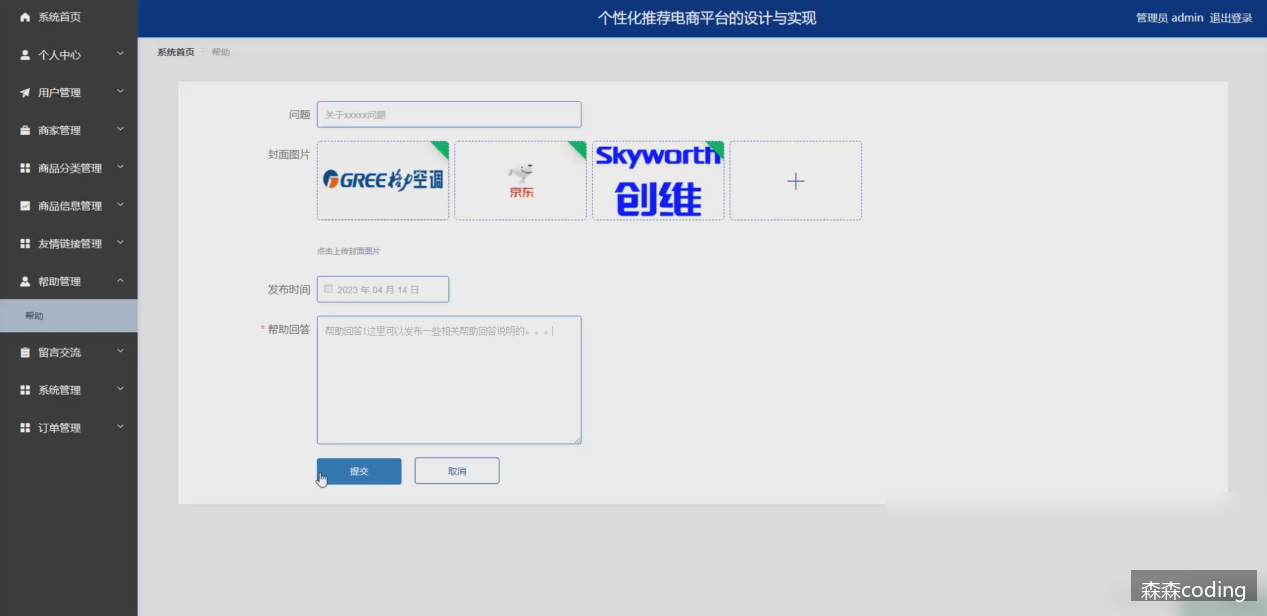 个性化推荐电商平台的设计与实现
管理员 admin 退出登录
系统首页
个人中心
用户管理
商家管理
商品分类管理
商品信息管理
友情链接管理
帮助管理
帮助
留言交流
系统管理
订单管理
系统首页 帮助
问题 关于xxxxx问题
封面图片
GREE格力空调
京东
Skyworth
创维
点击上传封面图片
发布时间 2023 年 04 月 14 日
* 帮助回答 帮助回答1这里可以发布一些相关帮助回答说明的。。。
提交 取消
森森coding